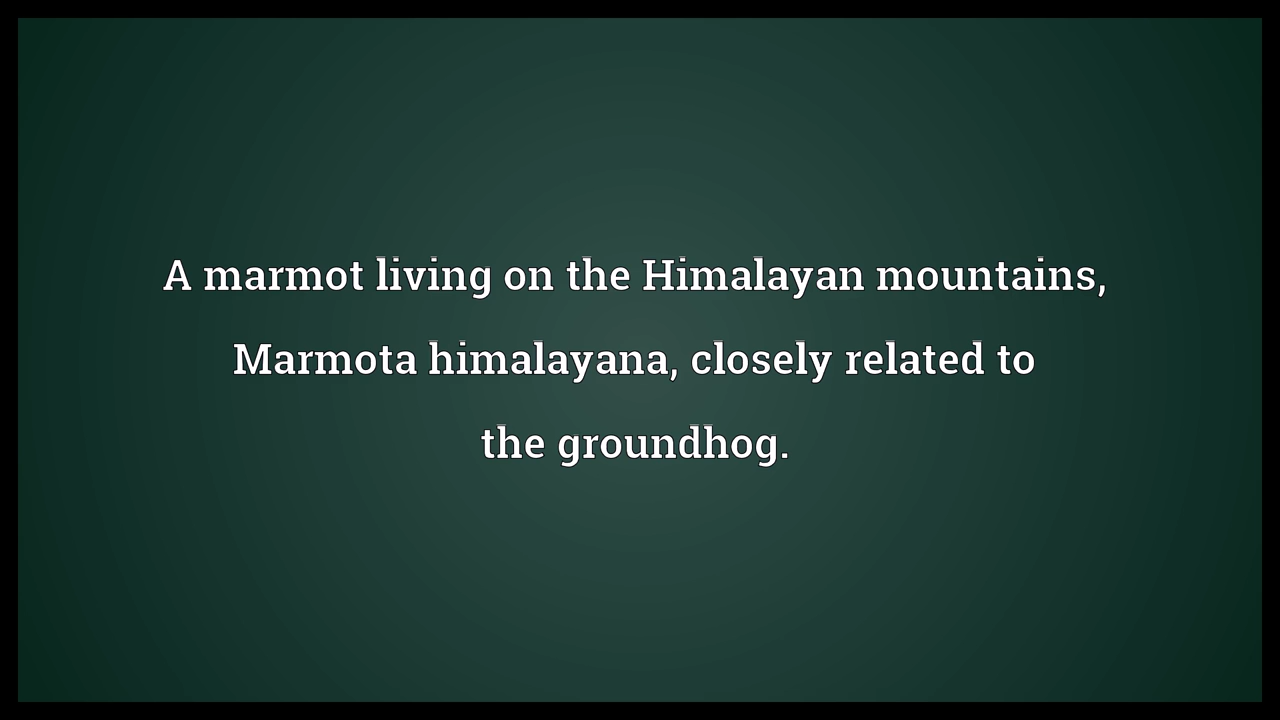 A marmot living on the Himalayan mountains,
Marmota himalayana, closely related to
the groundhog.